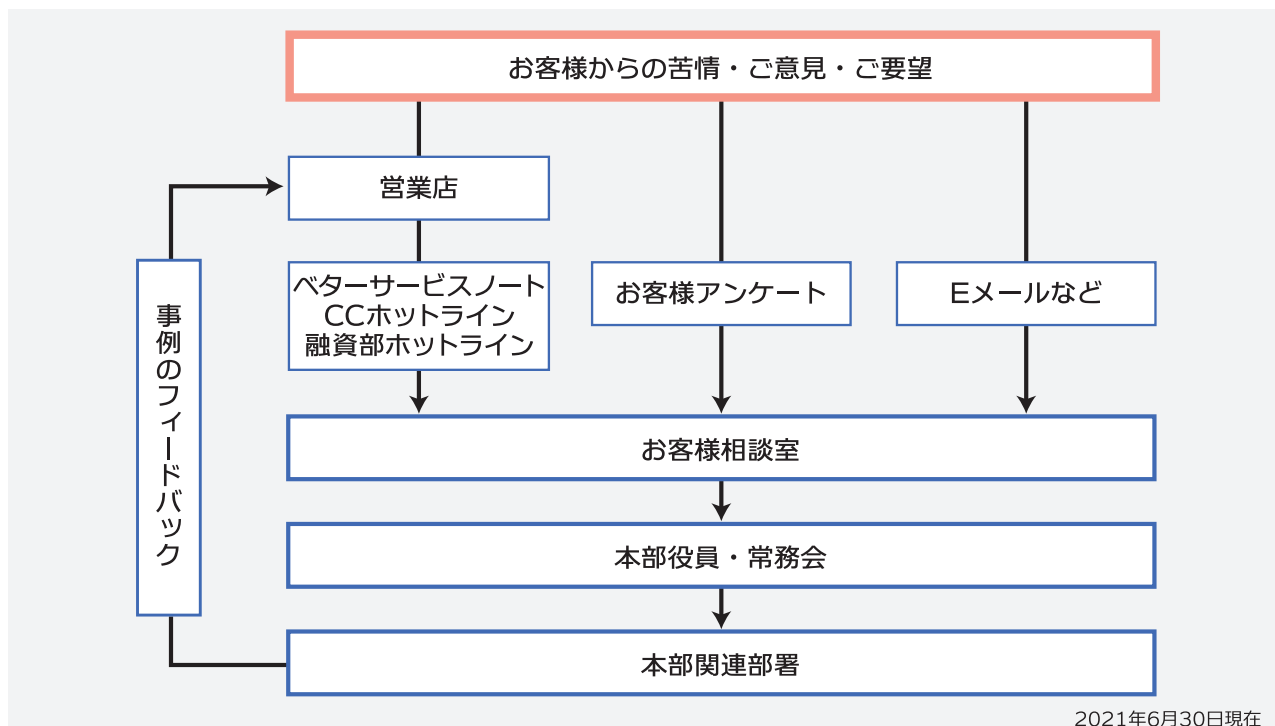 お客様からの苦情・ご意見・ご要望
営業店
ベターサービスノート
CCホットライン
融資部ホットライン
お客様アンケート
Eメールなど
事例のフィードバック
お客様相談室
本部役員・常務会
本部関連部署
2021年6月30日現在